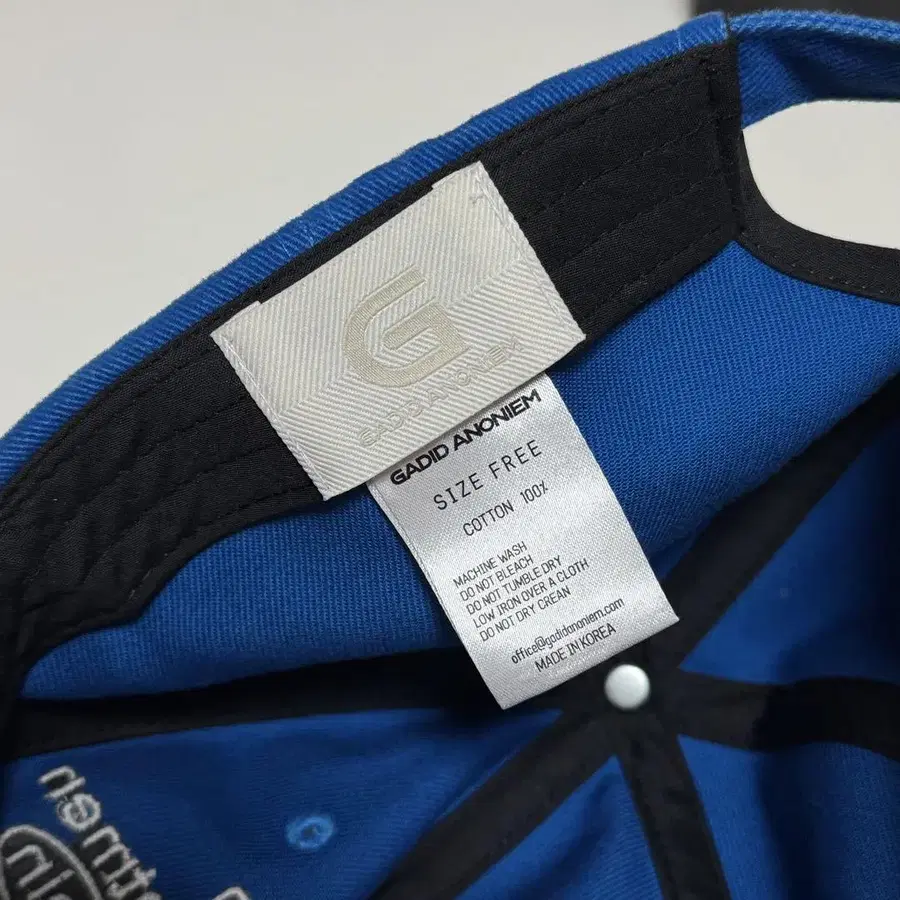 G
GADID ANONIEM
GADID ANONIEM
SIZE FREE
COTTON 100%
MACHINE WASH
DO NOT BLEACH
DO NOT TUMBLE DRY
LOW IRON OVER A CLOTH
DO NOT DRY CREAN
office@gadidanoniem.com
MADE IN KOREA